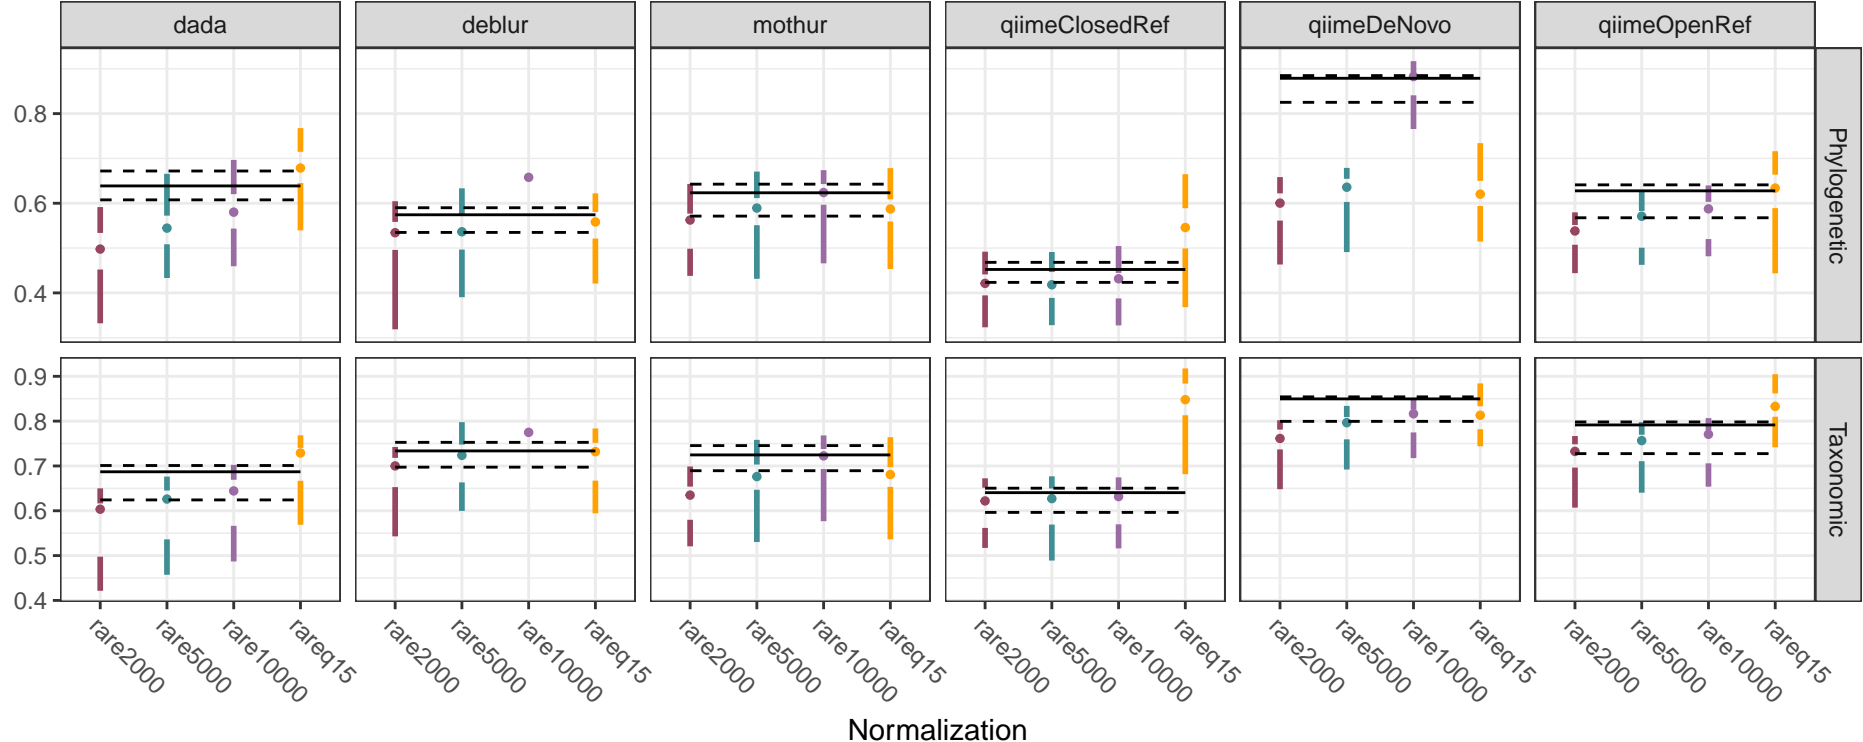 dada deblur mothur qiimeClosedRef qiimeDeNovo qiimeOpenRef
0.8
0.6
0.4
Phylogenetic
0.9
0.8
0.7
0.6
0.5
0.4
Taxonomic
rare2000 rare5000 rare10000 rareq15 rare2000 rare5000 rare10000 rareq15 rare2000 rare5000 rare10000 rareq15 rare2000 rare5000 rare10000 rareq15 rare2000 rare5000 rare10000 rareq15 rare2000 rare5000 rare10000 rareq15
Normalization